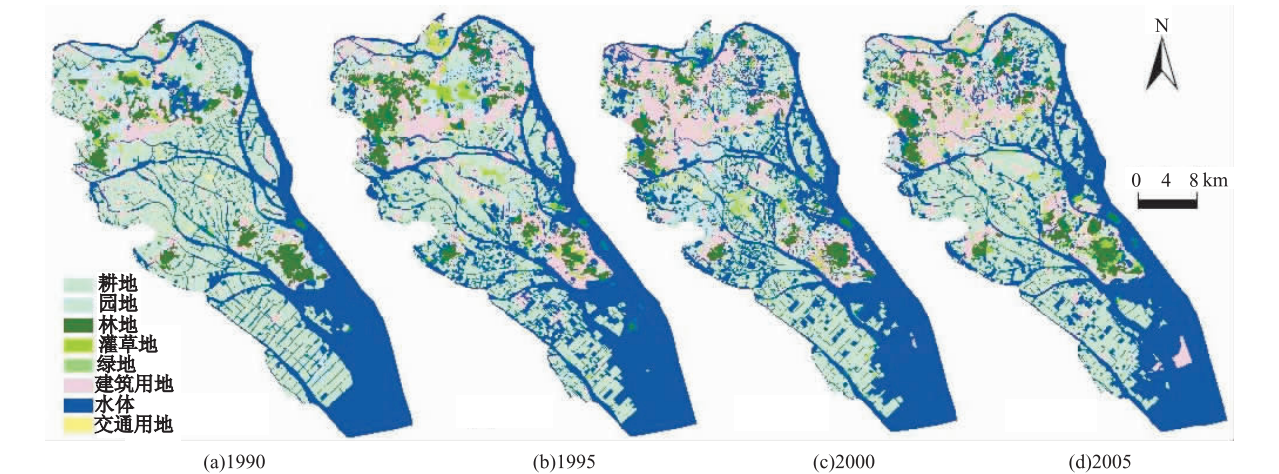 N
0 4 8 km
耕地
园地
林地
灌草地
绿地
建筑用地
水体
交通用地
(a)1990
(b)1995
(c)2000
(d)2005